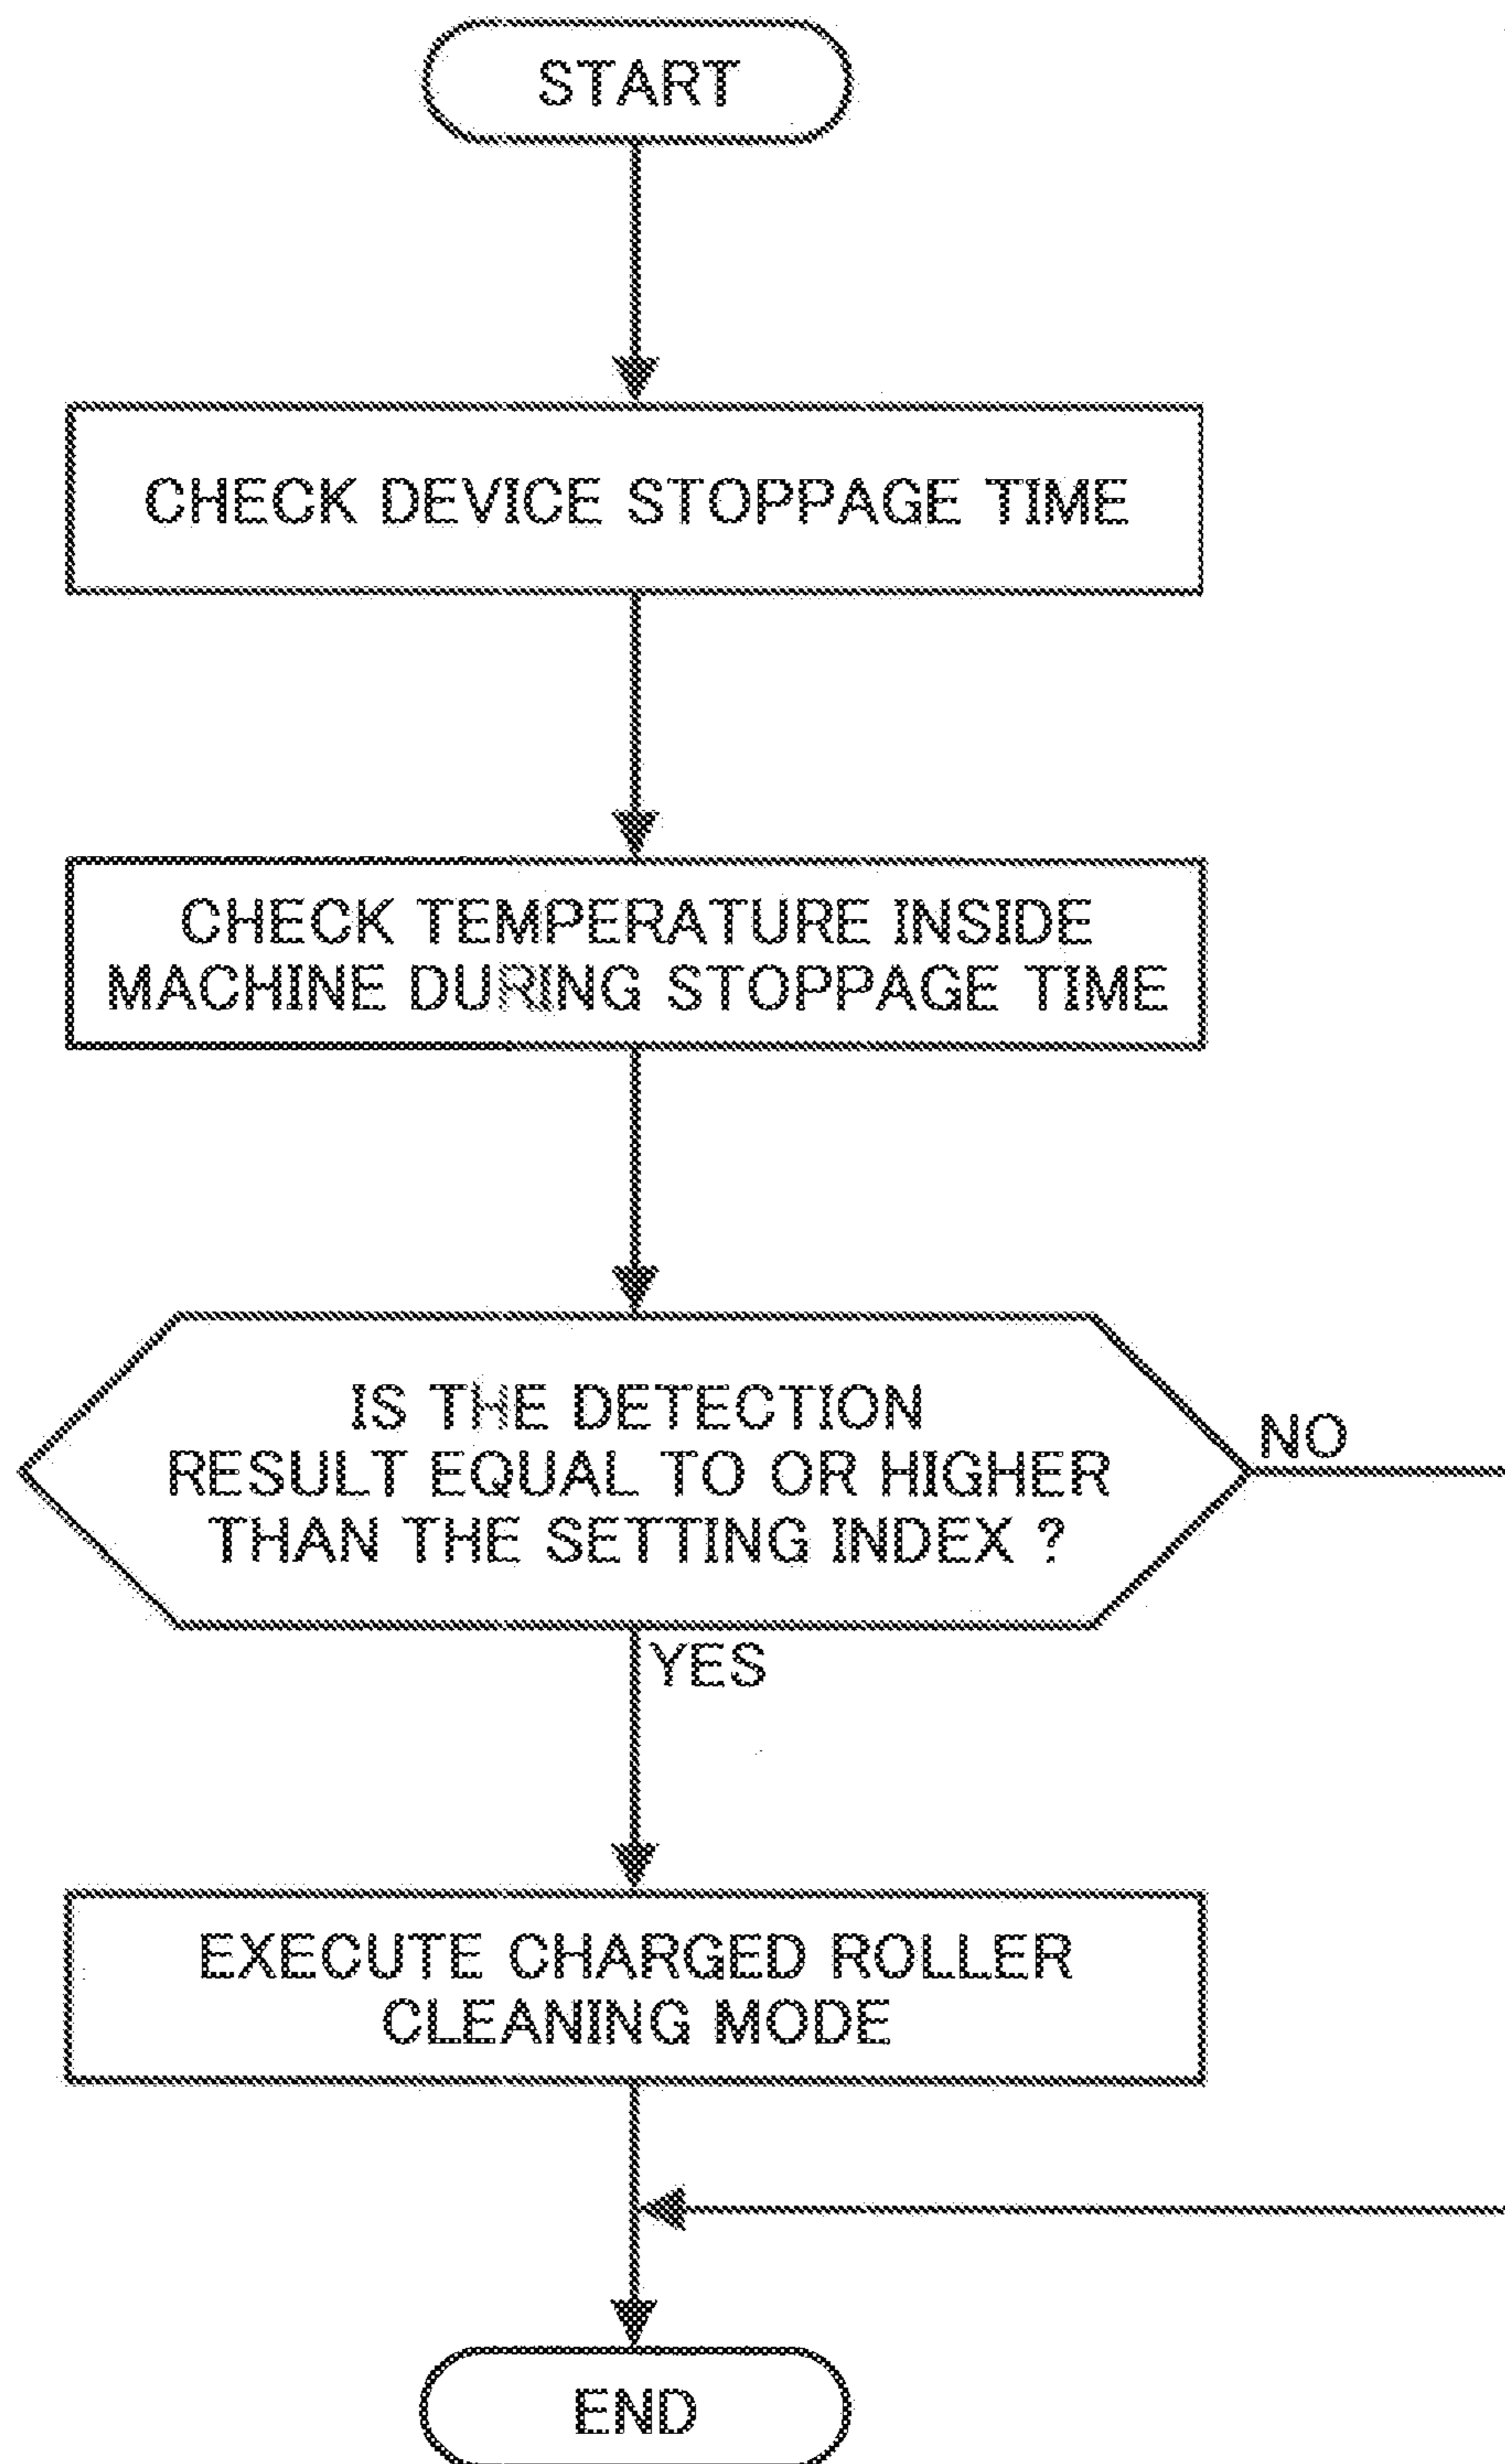 START
CHECK DEVICE STOPPAGE TIME
CHECK TEMPERATURE INSIDE
MACHINE DURING STOPPAGE TIME
IS THE DETECTION
RESULT EQUAL TO OR HIGHER
THAN THE SETTING INDEX ?
NO
YES
EXECUTE CHARGED ROLLER
CLEANING MODE
END